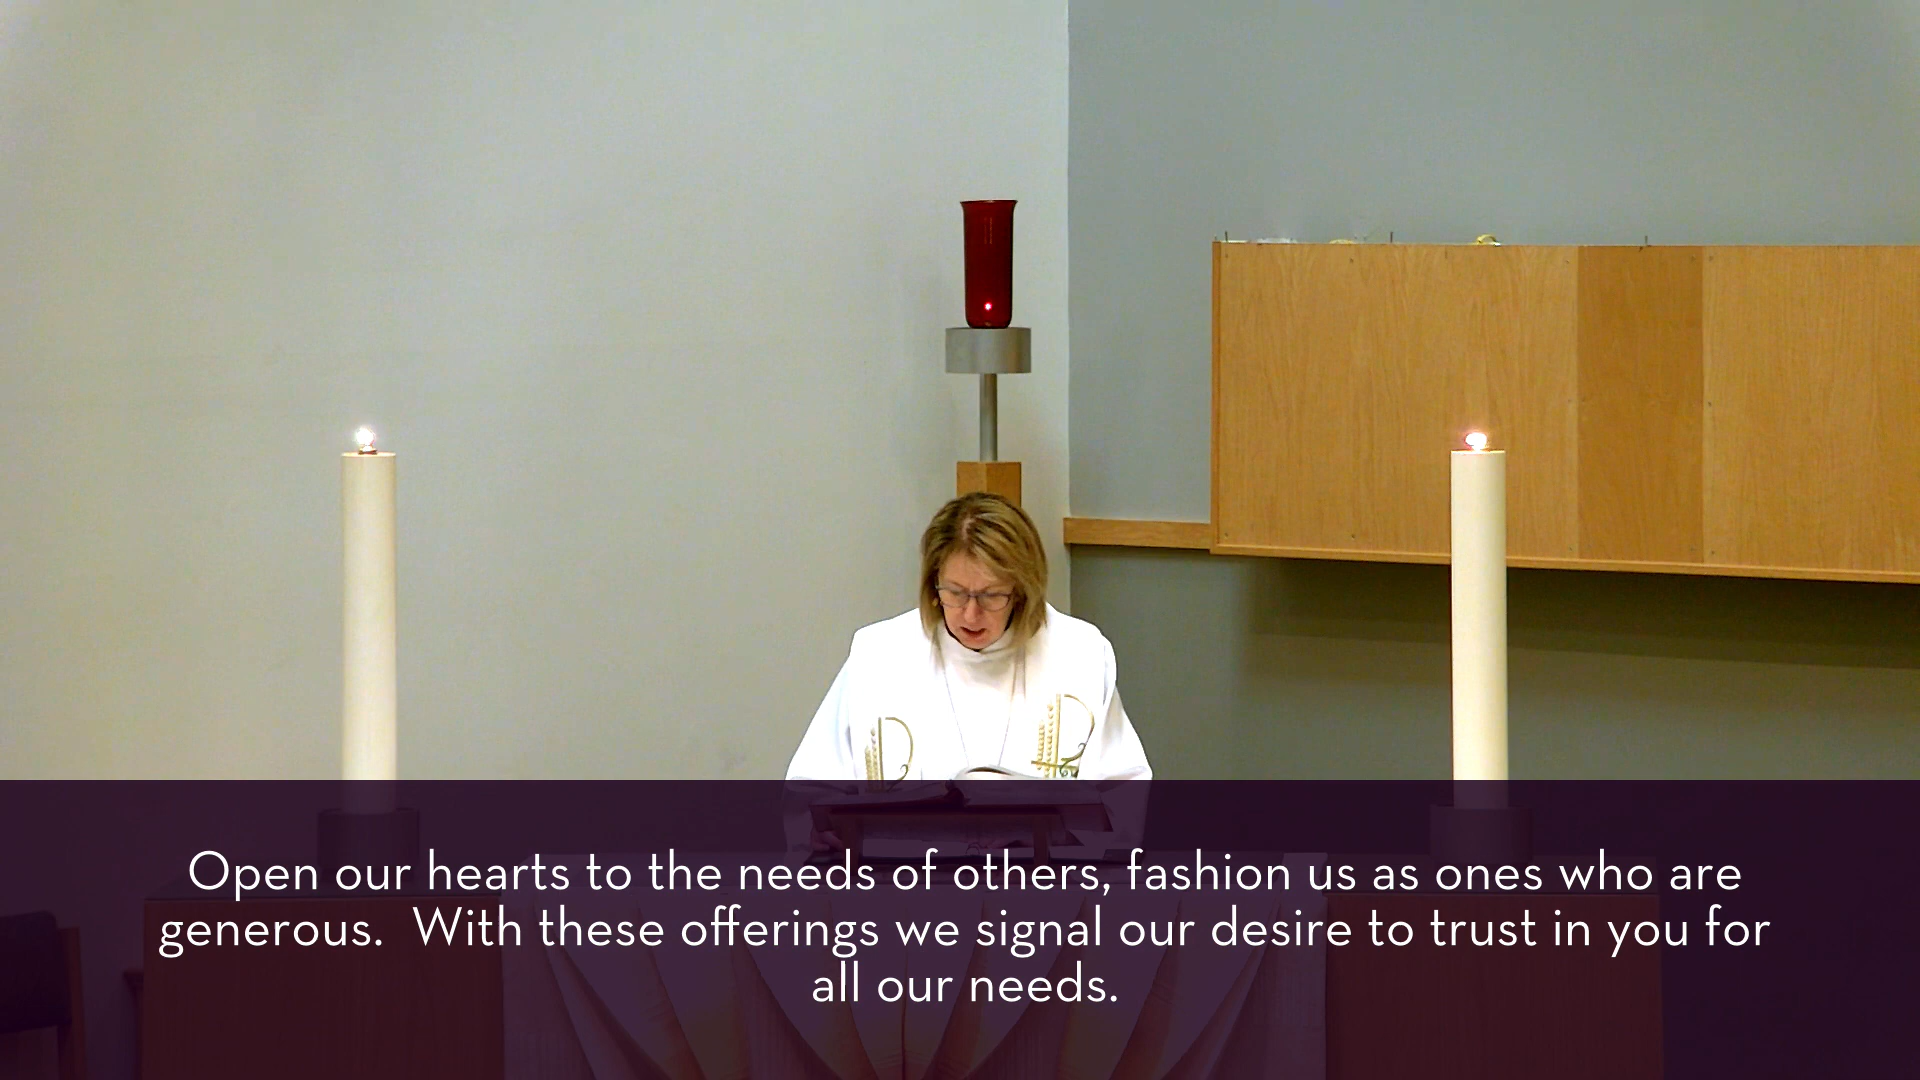 Open our hearts to the needs of others, fashion us as ones who are
generous.  With these offerings we signal our desire to trust in you for
all our needs.